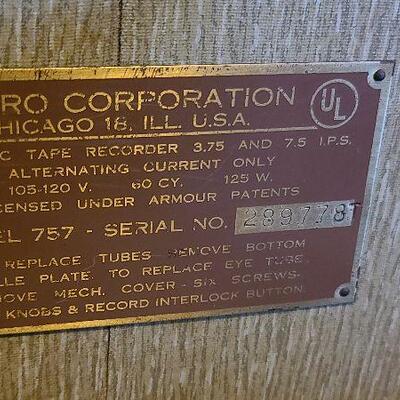 RO CORPORATION UL
HICAGO 18, ILL. U.S.A.
C TAPE RECORDER 3.75 AND 7.5 I.P.S.
ALTERNATING CURRENT ONLY
105-120 V. 60 CY. 125 W.
CENSED UNDER ARMOUR PATENTS
EL 757 - SERIAL NO. 289778T
REPLACE TUBES REMOVE BOTTOM
LLE PLATE. TO REPLACE EYE TUBE,
OVE MECH. COVER - SIX SCREWS,
KNOBS & RECORD INTERLOCK BUTTON.